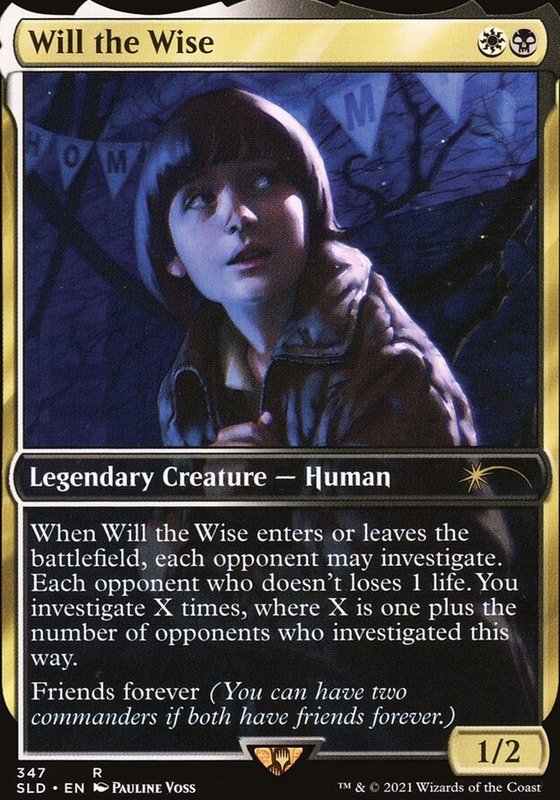 Will the Wise
HOM
M
Legendary Creature — Human
When Will the Wise enters or leaves the
battlefield, each opponent may investigate.
Each opponent who doesn't loses 1 life. You
investigate X times, where X is one plus the
number of opponents who investigated this
way.
Friends forever (You can have two
commanders if both have friends forever.)
1/2
347 R
SLD • EN Pauline Voss
™ & © 2021 Wizards of the Coast